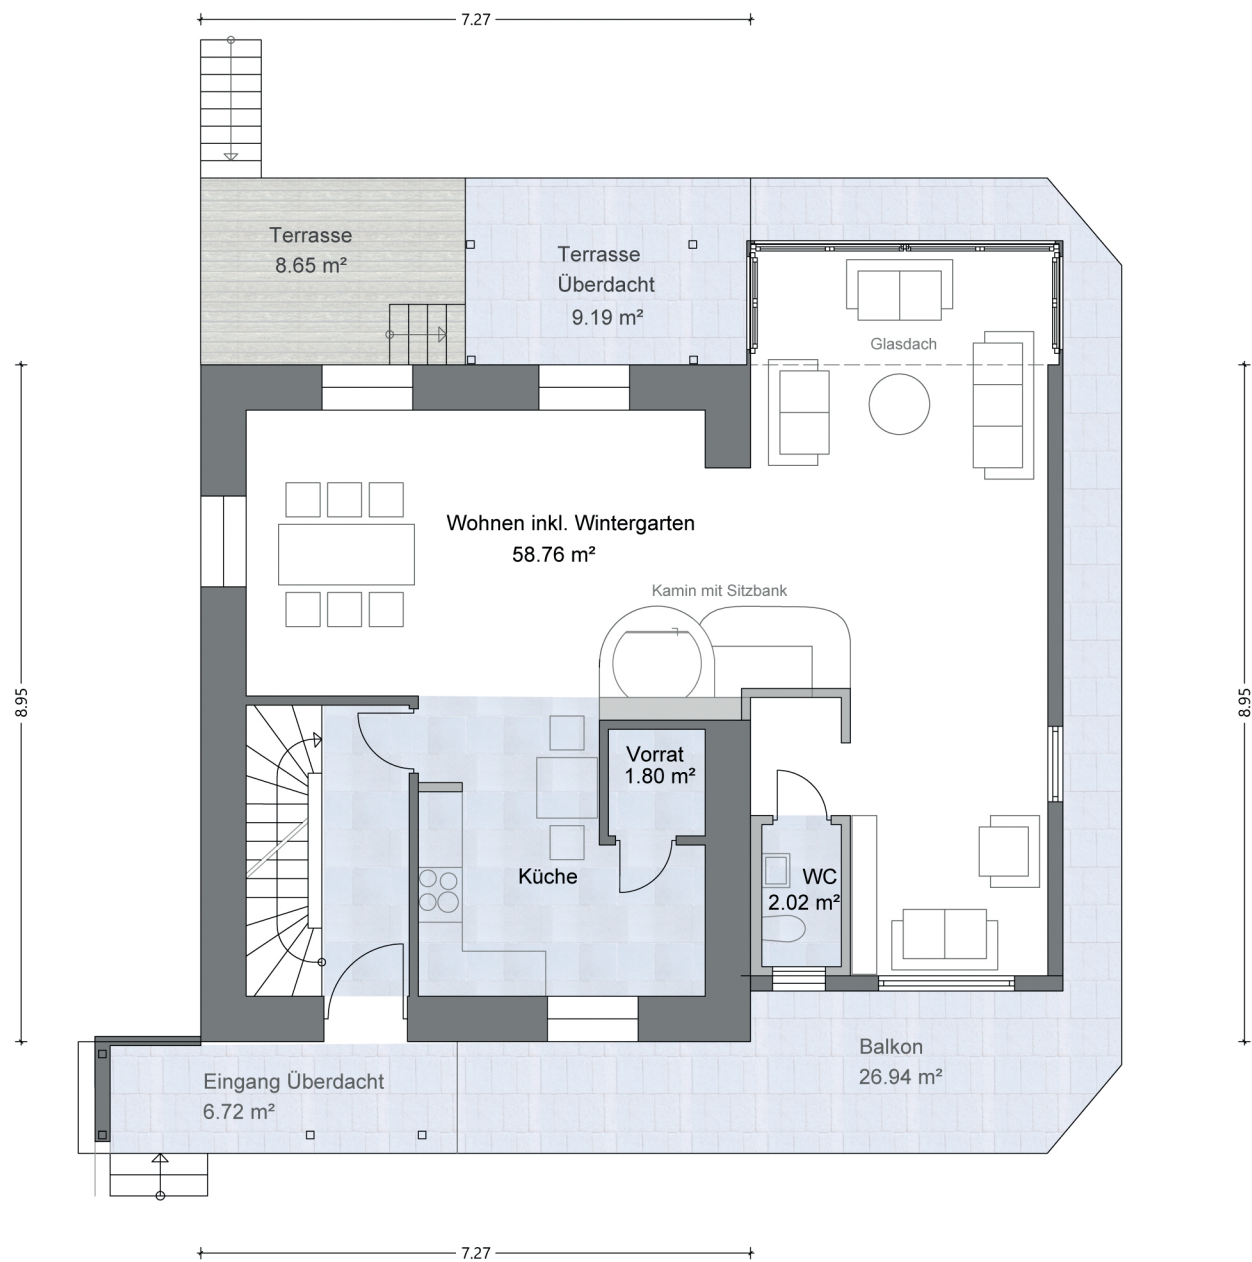 7.27
Terrasse
8.65 m²
Terrasse
Überdacht
9.19 m²
Glasdach
Wohnen inkl. Wintergarten
58.76 m²
Kamin mit Sitzbank
8.95
8.95
Vorrat
1.80 m²
Küche
WC
2.02 m²
Balkon
26.94 m²
Eingang Überdacht
6.72 m²
7.27